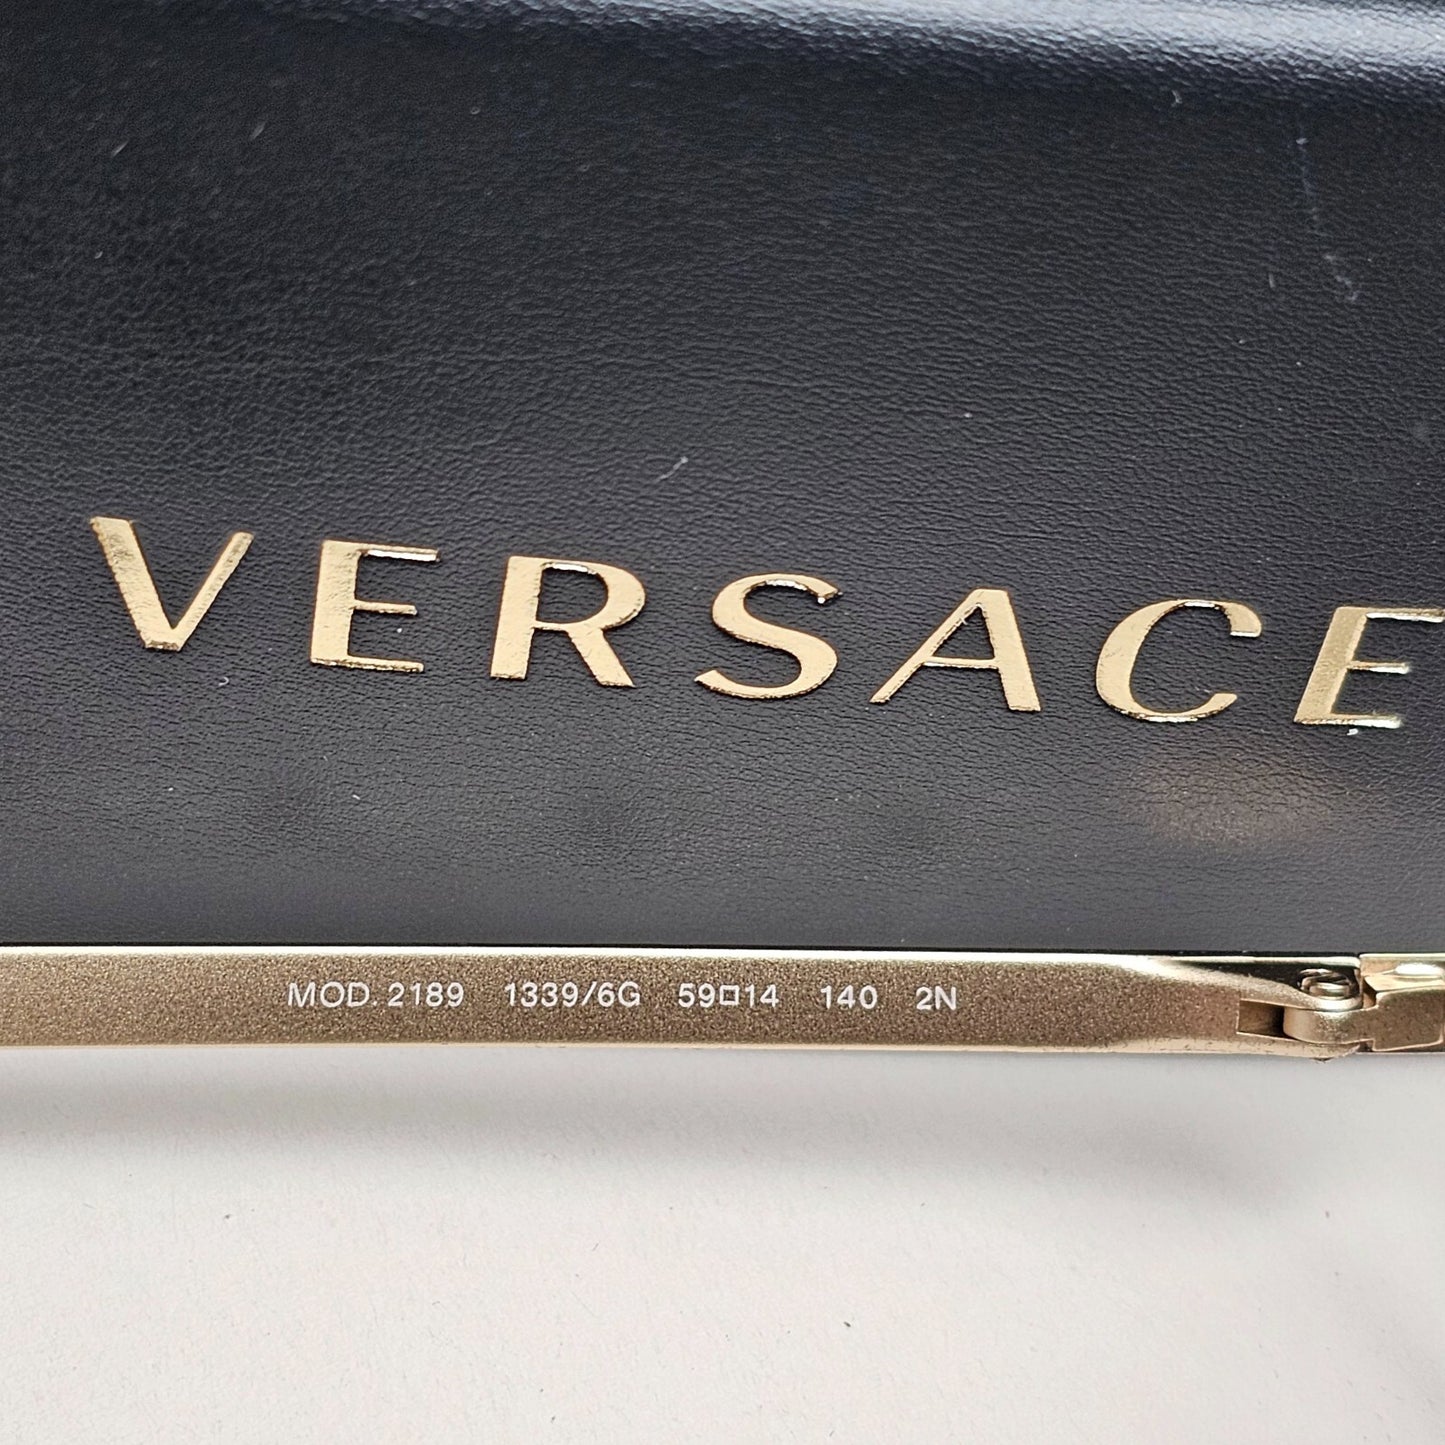 VERSACE
MOD. 2189 1339/6G 59□14 140 2N